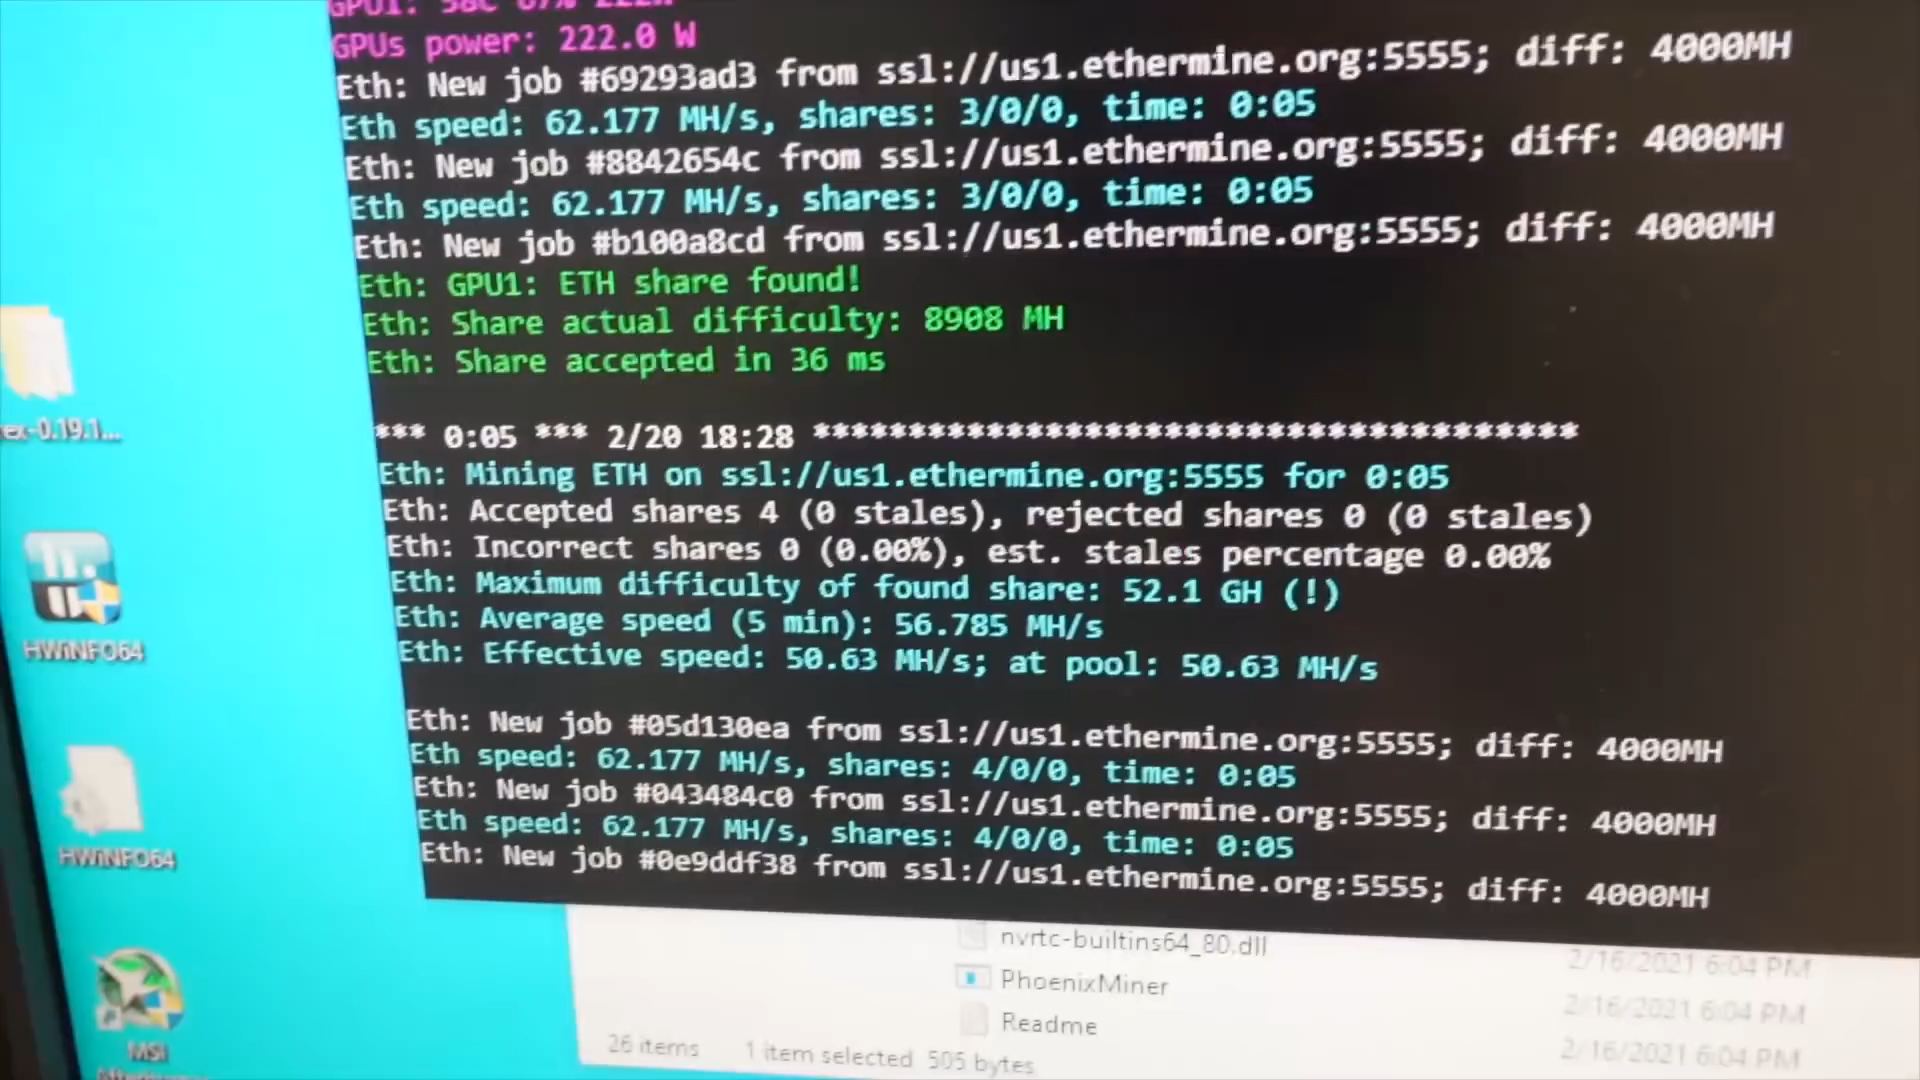 GPUs power: 222.0 W
Eth: New job #69293ad3 from ssl://us1.ethermine.org:5555; diff: 4000MH
Eth speed: 62.177 MH/s, shares: 3/0/0, time: 0:05
Eth: New job #8842654c from ssl://us1.ethermine.org:5555; diff: 4000MH
Eth speed: 62.177 MH/s, shares: 3/0/0, time: 0:05
Eth: New job #b100a8cd from ssl://us1.ethermine.org:5555; diff: 4000MH
Eth: GPU1: ETH share found!
Eth: Share actual difficulty: 8908 MH
Eth: Share accepted in 36 ms
*** 0:05 *** 2/20 18:28 ****************************************
Eth: Mining ETH on ssl://us1.ethermine.org:5555 for 0:05
Eth: Accepted shares 4 (0 stales), rejected shares 0 (0 stales)
Eth: Incorrect shares 0 (0.00%), est. stales percentage 0.00%
Eth: Maximum difficulty of found share: 52.1 GH (!)
Eth: Average speed (5 min): 56.785 MH/s
Eth: Effective speed: 50.63 MH/s; at pool: 50.63 MH/s
Eth: New job #05d130ea from ssl://us1.ethermine.org:5555; diff: 4000MH
Eth speed: 62.177 MH/s, shares: 4/0/0, time: 0:05
Eth: New job #043484c0 from ssl://us1.ethermine.org:5555; diff: 4000MH
Eth speed: 62.177 MH/s, shares: 4/0/0, time: 0:05
Eth: New job #0e9ddf38 from ssl://us1.ethermine.org:5555; diff: 4000MH
ex-0.19.1...
HWiNFO64
HWiNFO64
MSI
nvrtc-builtins64_80.dll 2/16/2021 6:04 PM
PhoenixMiner 2/16/2021 6:04 PM
Readme 2/16/2021 6:04 PM
26 items 1 item selected 505 bytes